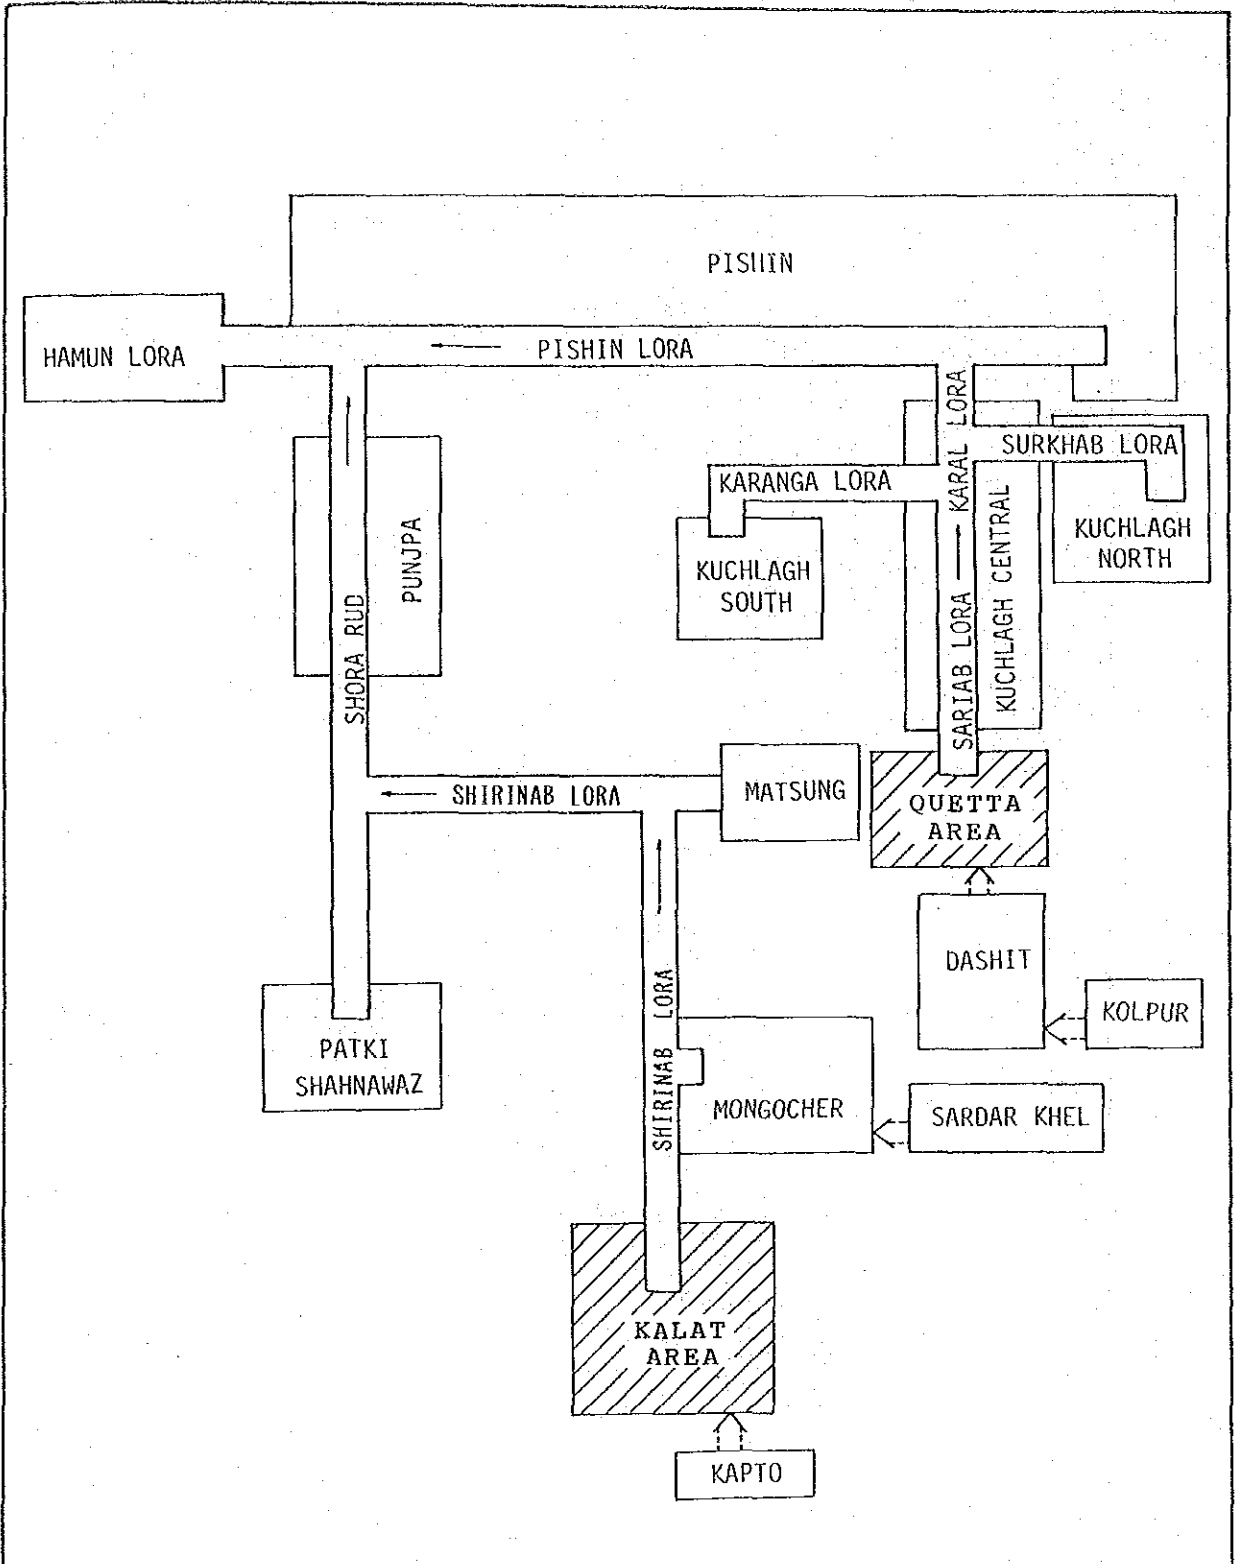 PISHIN
HAMUN LORA
PISHIN LORA
KARAL LORA
SURKHAB LORA
KARANGA LORA
KUCHLAGH
NORTH
KUCHLAGH
SOUTH
KUCHLAGH CENTRAL
PUNJPA
SHORA RUD
SARIAB LORA
MATSUNG
SHIRINAB LORA
QUETTA
AREA
DASHIT
KOLPUR
PATKI
SHAHNAWAZ
SHIRINAB LORA
MONGOCHER
SARDAR KHEL
KALAT
AREA
KAPTO